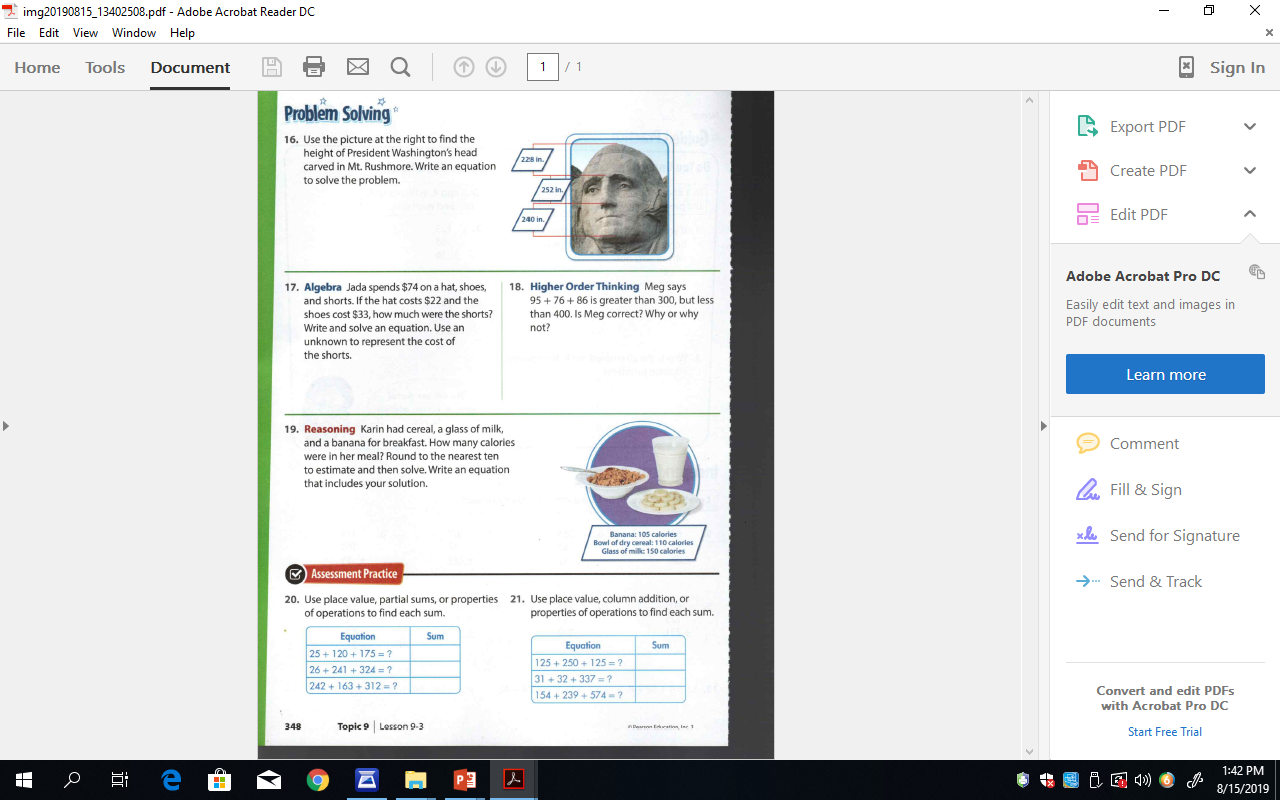 img20190815_13402508.pdf - Adobe Acrobat Reader DC
File Edit View Window Help
Home Tools Document 1 / 1 Sign In
Problem Solving
16. Use the picture at the right to find the
height of President Washington's head
carved in Mt. Rushmore. Write an equation
to solve the problem.
228 in.
252 in.
240 in.
17. Algebra Jada spends $74 on a hat, shoes,
and shorts. If the hat costs $22 and the
shoes cost $33, how much were the shorts?
Write and solve an equation. Use an
unknown to represent the cost of
the shorts.
18. Higher Order Thinking Meg says
95 + 76 + 86 is greater than 300, but less
than 400. Is Meg correct? Why or why
not?
19. Reasoning Karin had cereal, a glass of milk,
and a banana for breakfast. How many calories
were in her meal? Round to the nearest ten
to estimate and then solve. Write an equation
that includes your solution.
Banana: 105 calories
Bowl of dry cereal: 110 calories
Glass of milk: 150 calories
Assessment Practice
20. Use place value, partial sums, or properties
of operations to find each sum.
Equation Sum
25 + 120 + 175 = ?
26 + 241 + 324 = ?
242 + 163 + 312 = ?
21. Use place value, column addition, or
properties of operations to find each sum.
Equation Sum
125 + 250 + 125 = ?
31 + 32 + 337 = ?
154 + 239 + 574 = ?
348 Topic 9 | Lesson 9-3
© Pearson Education, Inc. 3
Export PDF
Create PDF
Edit PDF
Adobe Acrobat Pro DC
Easily edit text and images in
PDF documents
Learn more
Comment
Fill & Sign
Send for Signature
Send & Track
Convert and edit PDFs
with Acrobat Pro DC
Start Free Trial
1:42 PM
8/15/2019